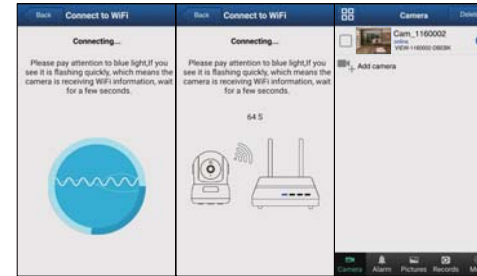 Back Connect to WiFi
Connecting...
Please pay attention to blue light,If you
see it is flashing quickly, which means the
camera is receiving WiFi information, wait
for a few seconds.
Back Connect to WiFi
Connecting...
Please pay attention to blue light,If you
see it is flashing quickly, which means the
camera is receiving WiFi information, wait
for a few seconds.
64 S
Camera Delete
Cam_1160002
online
Add camera
Camera Alarm Pictures Records